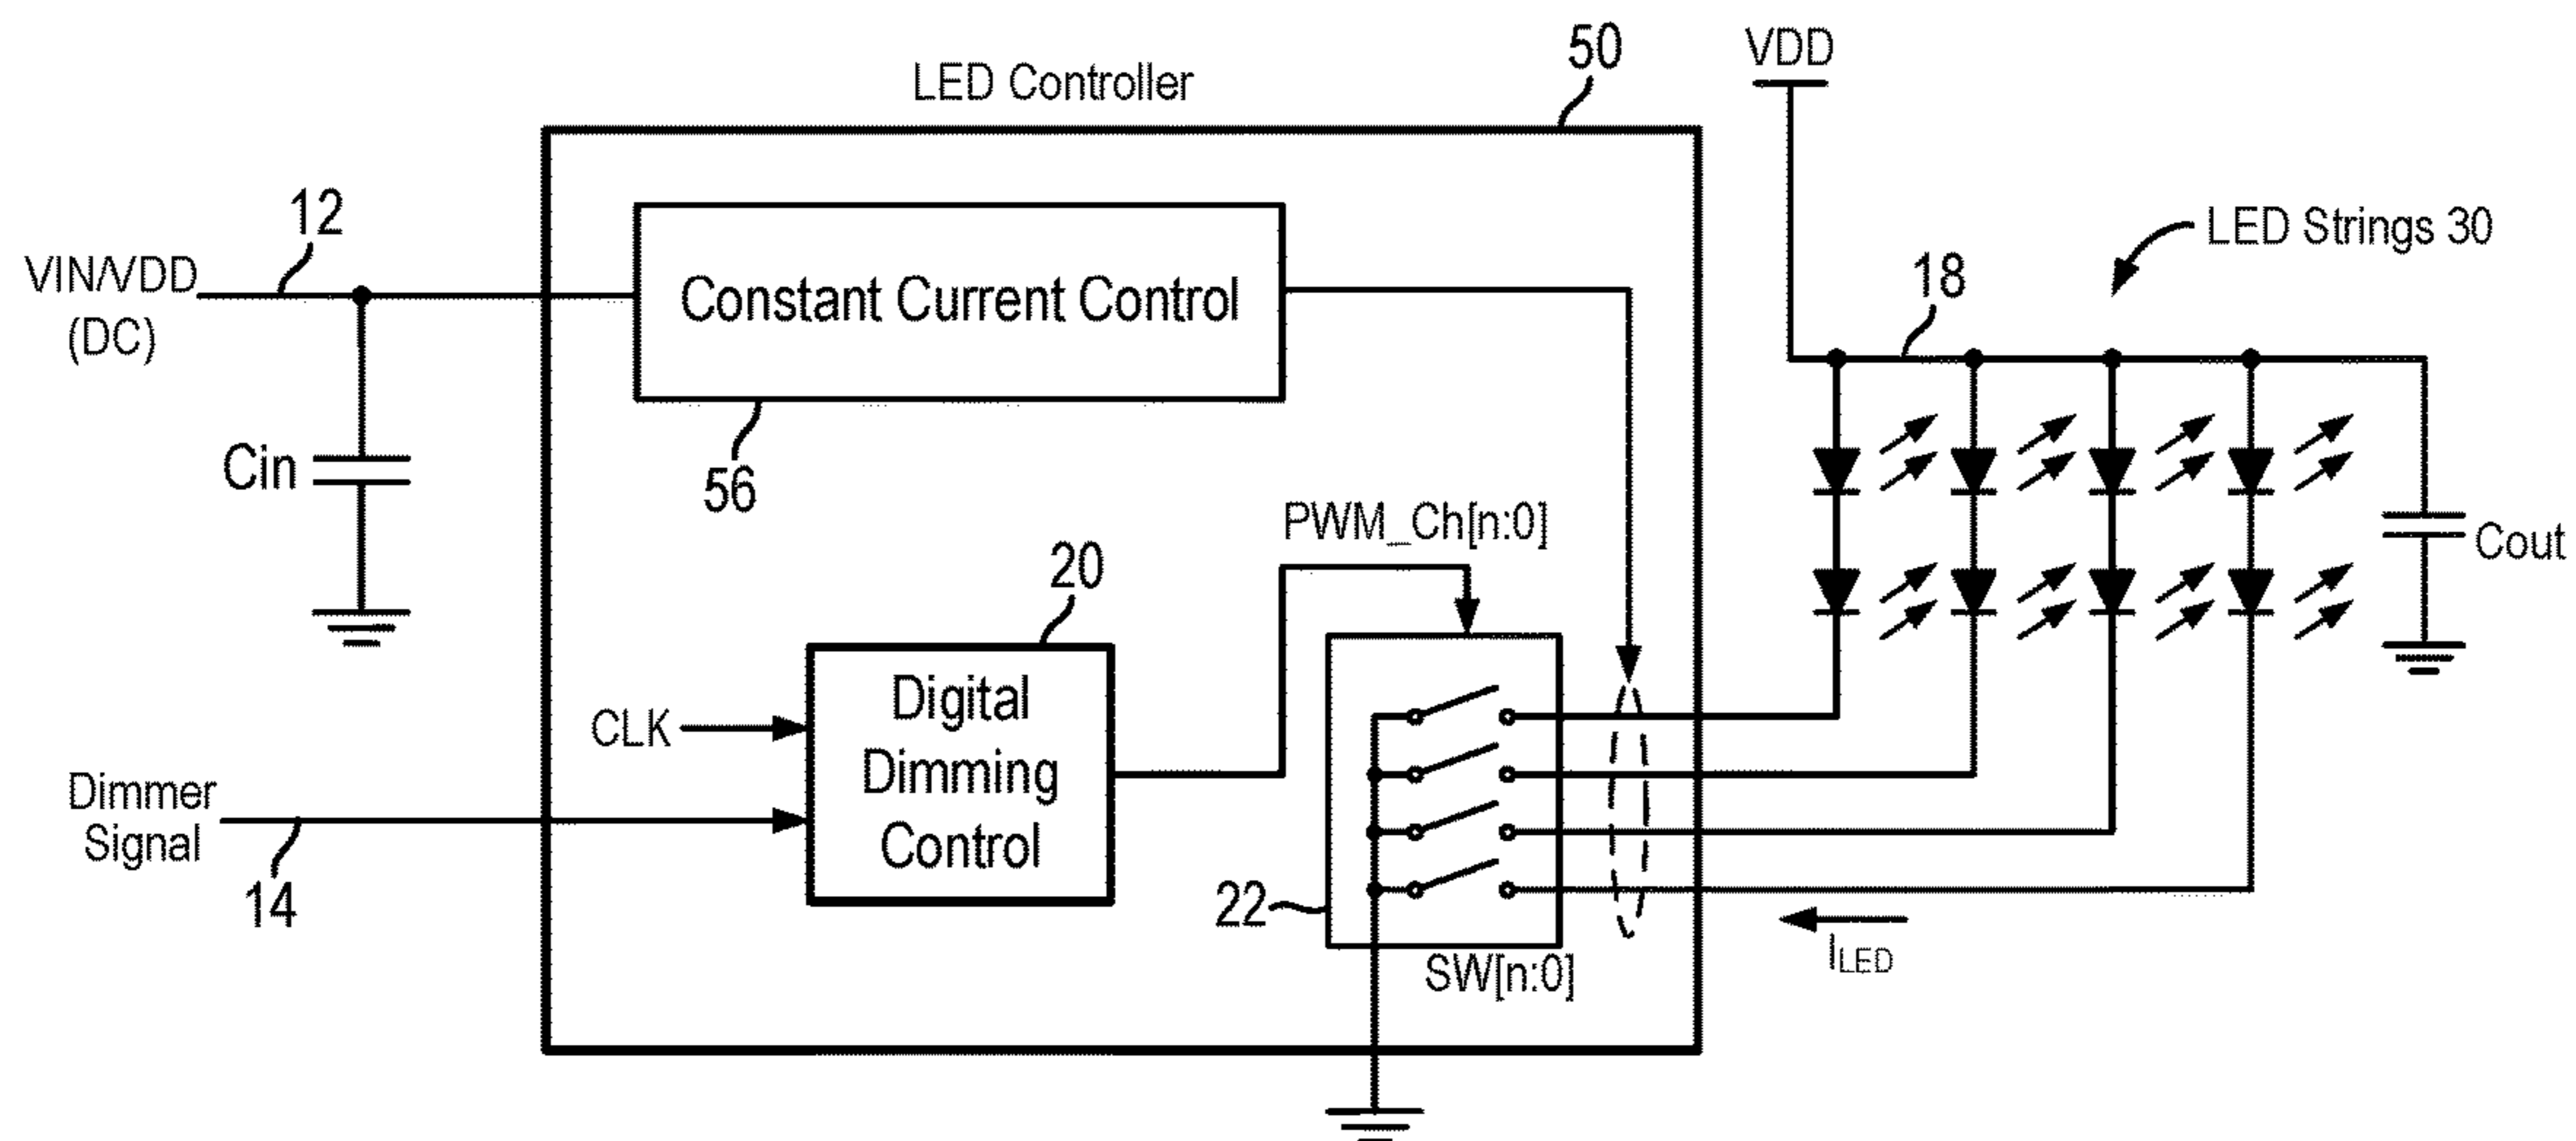 50
VDD
LED Controller
12
LED Strings 30
VIN/VDD
(DC)
18
Constant Current Control
Cin
56
PWM_Ch[n:0]
Cout
20
Digital
Dimming
Control
CLK
Dimmer
Signal
14
22
SW[n:0]
ILED